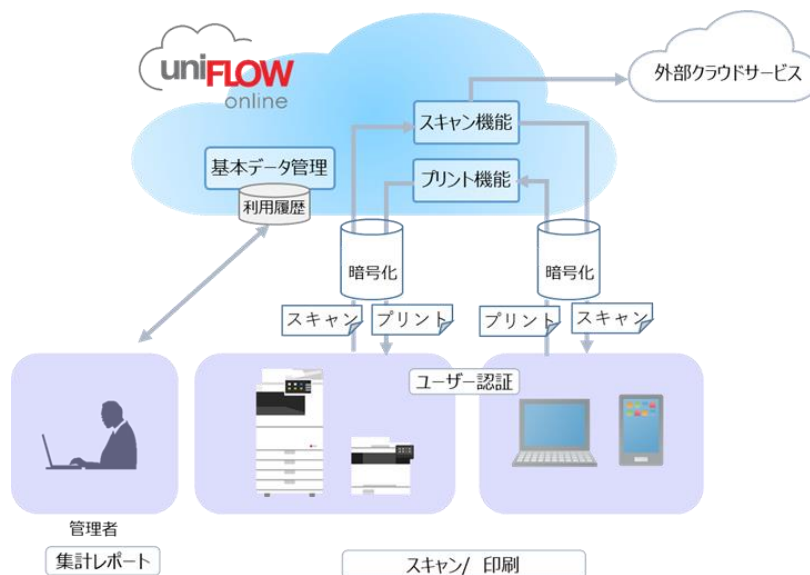 uniFLOW
online
外部クラウドサービス
スキャン機能
基本データ管理
プリント機能
利用履歴
暗号化
暗号化
スキャン
プリント
プリント
スキャン
ユーザー認証
管理者
集計レポート
スキャン/ 印刷